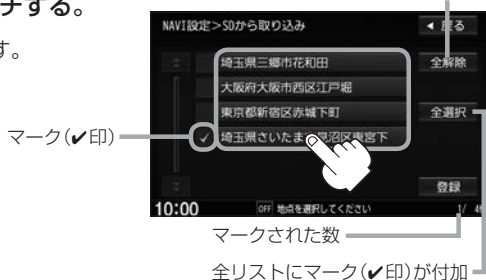 チする。
す。
NAVI設定>SDから取り込み
◀ 戻る
埼玉県三郷市花和田
全解除
大阪府大阪市西区江戸堀
東京都新宿区赤城下町
全選択
マーク(✔印)
✓ 埼玉県さいたま 見沼区東宮下
登録
10:00
OFF 地点を選択してください
1/
マークされた数
全リストにマーク(✔印)が付加